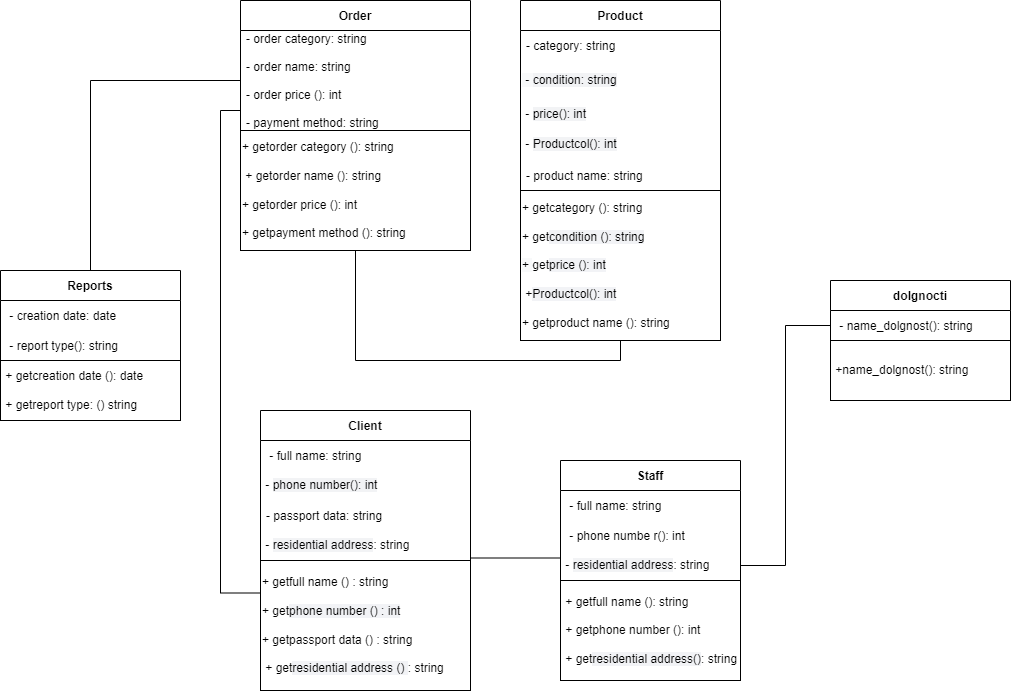 Order
- order category: string
- order name: string
- order price (): int
- payment method: string
+ getorder category (): string
+ getorder name (): string
+ getorder price (): int
+ getpayment method (): string
Product
- category: string
- condition: string
- price(): int
- Productcol(): int
- product name: string
+ getcategory (): string
+ getcondition (): string
+ getprice (): int
+Productcol(): int
+ getproduct name (): string
Reports
- creation date: date
- report type(): string
+ getcreation date (): date
+ getreport type: () string
dolgnocti
- name_dolgnost(): string
+name_dolgnost(): string
Client
- full name: string
- phone number(): int
- passport data: string
- residential address: string
+ getfull name () : string
+ getphone number () : int
+ getpassport data () : string
+ getresidential address () : string
Staff
- full name: string
- phone numbe r(): int
- residential address: string
+ getfull name (): string
+ getphone number (): int
+ getresidential address(): string